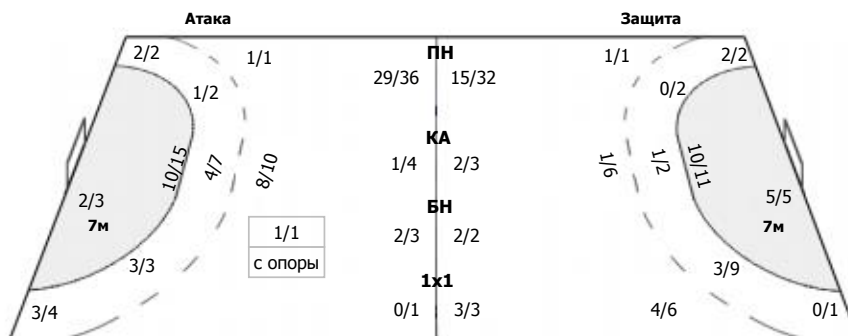 Атака Защита
2/2 1/1 ПН 1/1 2/2
29/36 15/32
1/2 0/2
КА
10/15 4/7 8/10 1/4 2/3 1/6 1/2 10/11
2/3 5/5
7м 7м
БН
1/1 2/3 2/2
с опоры
3/3 3/9
1x1
3/4 0/1 3/3 4/6 0/1